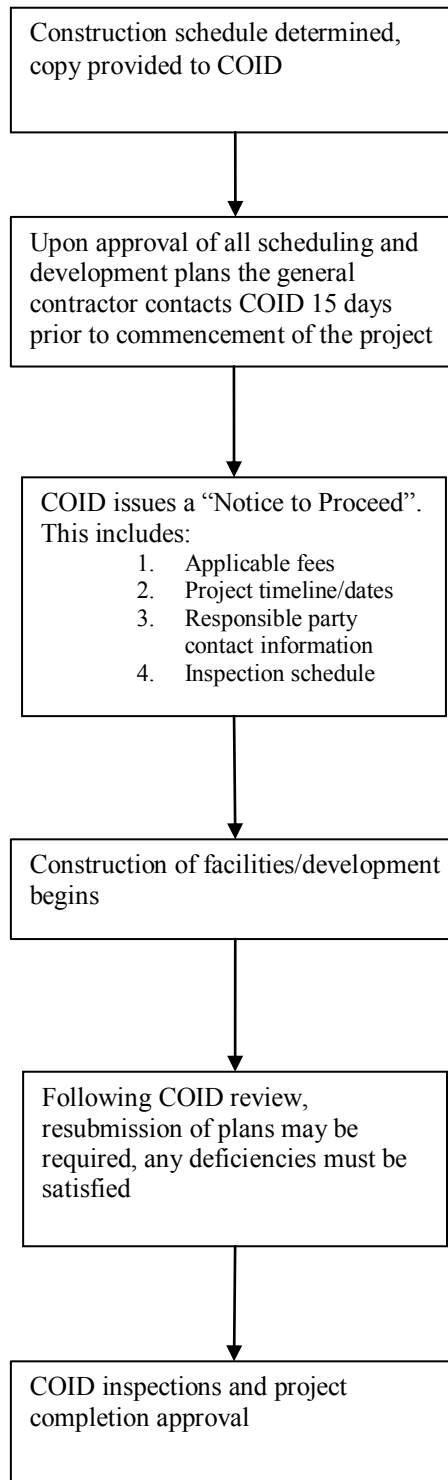 Construction schedule determined,
copy provided to COID
Upon approval of all scheduling and
development plans the general
contractor contacts COID 15 days
prior to commencement of the project
COID issues a “Notice to Proceed”.
This includes:
1. Applicable fees
2. Project timeline/dates
3. Responsible party
contact information
4. Inspection schedule
Construction of facilities/development
begins
Following COID review,
resubmission of plans may be
required, any deficiencies must be
satisfied
COID inspections and project
completion approval